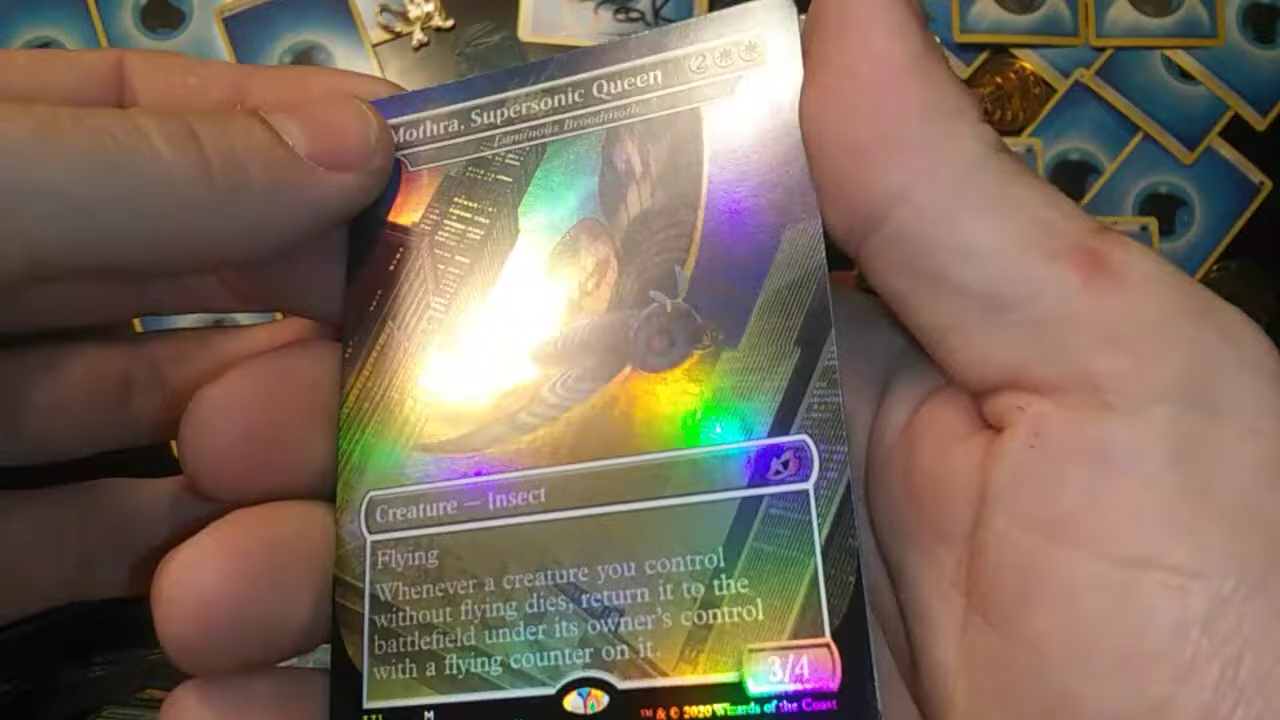 Mothra, Supersonic Queen 2
Luminous Broodmoth
Creature — Insect
Flying
Whenever a creature you control
without flying dies, return it to the
battlefield under its owner's control
with a flying counter on it.
3/4
M
™ & © 2020 Wizards of the Coast